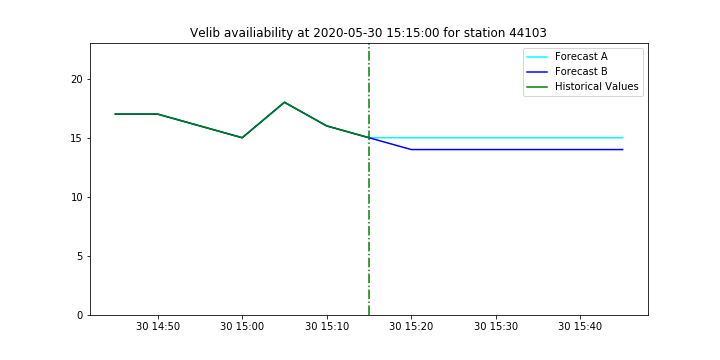 Velib availiability at 2020-05-30 15:15:00 for station 44103
Forecast A
Forecast B
Historical Values
20
15
10
5
0
30 14:50 30 15:00 30 15:10 30 15:20 30 15:30 30 15:40